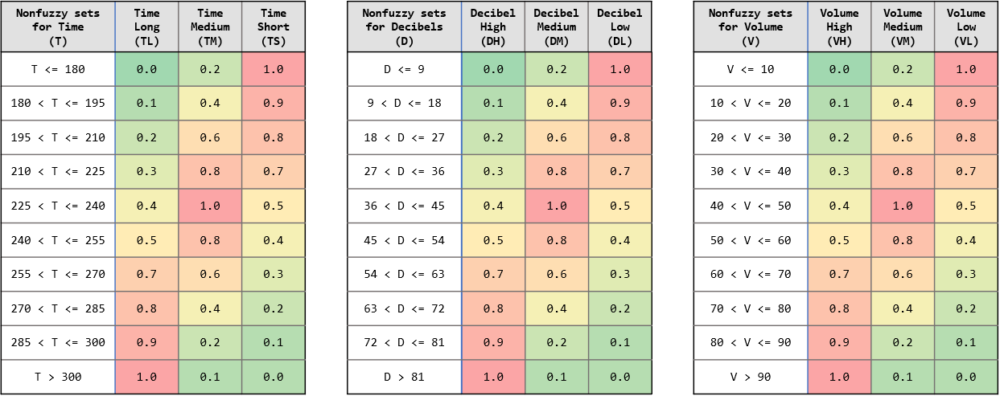 Nonfuzzy sets for Time (T) Time Long (TL) Time Medium (TM) Time Short (TS)
T <= 180 0.0 0.2 1.0
180 < T <= 195 0.1 0.4 0.9
195 < T <= 210 0.2 0.6 0.8
210 < T <= 225 0.3 0.8 0.7
225 < T <= 240 0.4 1.0 0.5
240 < T <= 255 0.5 0.8 0.4
255 < T <= 270 0.7 0.6 0.3
270 < T <= 285 0.8 0.4 0.2
285 < T <= 300 0.9 0.2 0.1
T > 300 1.0 0.1 0.0
Nonfuzzy sets for Decibels (D) Decibel High (DH) Decibel Medium (DM) Decibel Low (DL)
D <= 9 0.0 0.2 1.0
9 < D <= 18 0.1 0.4 0.9
18 < D <= 27 0.2 0.6 0.8
27 < D <= 36 0.3 0.8 0.7
36 < D <= 45 0.4 1.0 0.5
45 < D <= 54 0.5 0.8 0.4
54 < D <= 63 0.7 0.6 0.3
63 < D <= 72 0.8 0.4 0.2
72 < D <= 81 0.9 0.2 0.1
D > 81 1.0 0.1 0.0
Nonfuzzy sets for Volume (V) Volume High (VH) Volume Medium (VM) Volume Low (VL)
V <= 10 0.0 0.2 1.0
10 < V <= 20 0.1 0.4 0.9
20 < V <= 30 0.2 0.6 0.8
30 < V <= 40 0.3 0.8 0.7
40 < V <= 50 0.4 1.0 0.5
50 < V <= 60 0.5 0.8 0.4
60 < V <= 70 0.7 0.6 0.3
70 < V <= 80 0.8 0.4 0.2
80 < V <= 90 0.9 0.2 0.1
V > 90 1.0 0.1 0.0